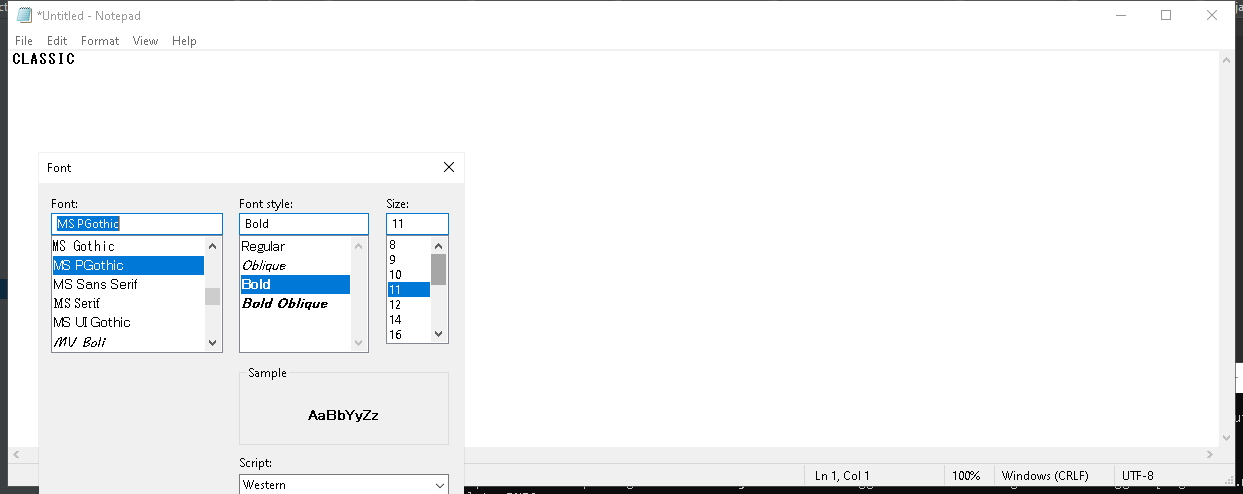 *Untitled - Notepad
File Edit Format View Help
CLASSIC
Font
Font: Font style: Size:
MS PGothic Bold 11
MS Gothic Regular 8
MS PGothic Oblique 9
MS Sans Serif Bold 10
MS Serif Bold Oblique 11
MS UI Gothic 12
MV Boli 14
16
Sample
AaBbYyZz
Script:
Western
Ln 1, Col 1 100% Windows (CRLF) UTF-8